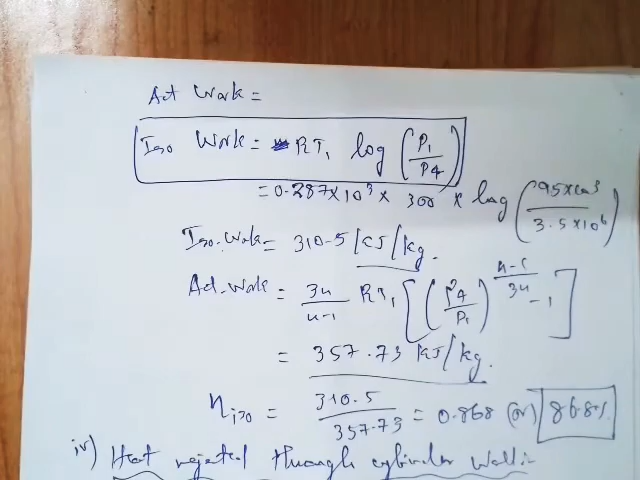 Act Work =
Iso Work = RT₁ log (P₁/P₄)
= 0.287×10³ × 300 × log (95×10³/3.5×10⁶)
Iso. Work = 310.5 KJ/kg.
Act. Work = 3n/n-1 RT₁ [(P₄/P₁)^(n-1/3n) - 1]
= 357.73 KJ/kg.
η iso = 310.5/357.73 = 0.868 (or) 86.8%
iv) Heat rejected through cylinder walls:-